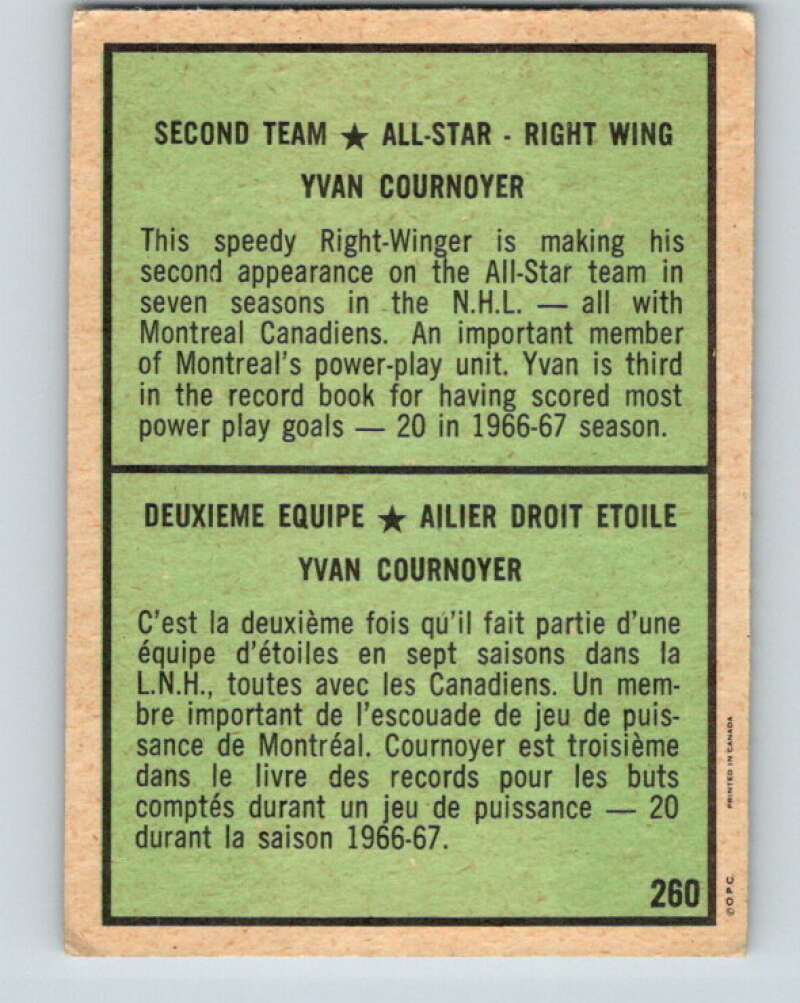 SECOND TEAM ★ ALL-STAR - RIGHT WING
YVAN COURNOYER
This speedy Right-Winger is making his
second appearance on the All-Star team in
seven seasons in the N.H.L. — all with
Montreal Canadiens. An important member
of Montreal's power-play unit. Yvan is third
in the record book for having scored most
power play goals — 20 in 1966-67 season.
DEUXIEME EQUIPE ★ AILIER DROIT ETOILE
YVAN COURNOYER
C'est la deuxième fois qu'il fait partie d'une
équipe d'étoiles en sept saisons dans la
L.N.H., toutes avec les Canadiens. Un mem-
bre important de l'escouade de jeu de puis-
sance de Montréal. Cournoyer est troisième
dans le livre des records pour les buts
comptés durant un jeu de puissance — 20
durant la saison 1966-67.
260
©O.P.C. PRINTED IN CANADA